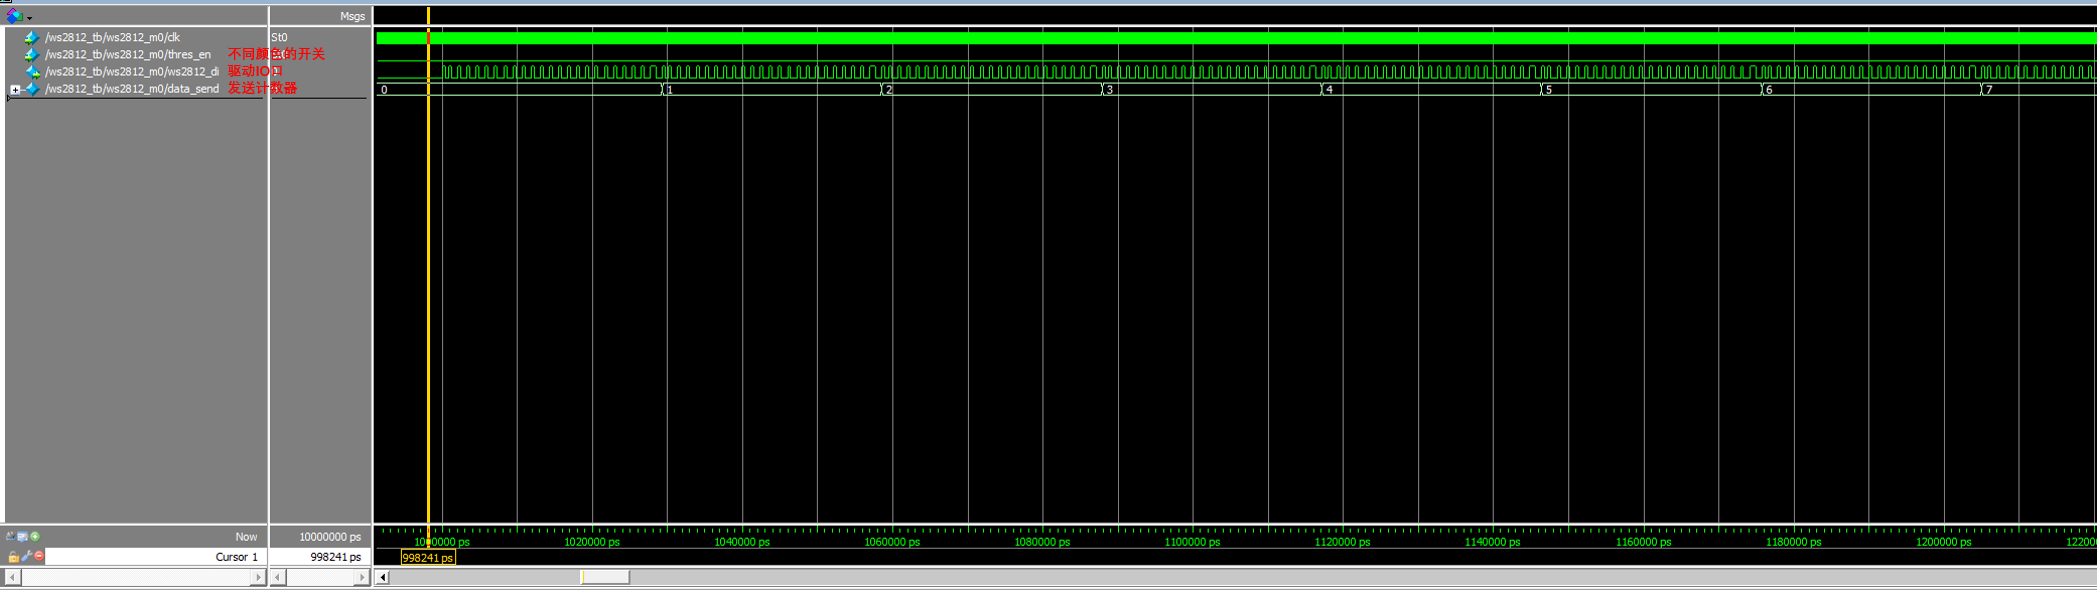 Msgs
/ws2812_tb/ws2812_m0/clk St0
/ws2812_tb/ws2812_m0/thres_en 不同颜色的开关
/ws2812_tb/ws2812_m0/ws2812_di 驱动IO口
/ws2812_tb/ws2812_m0/data_send 发送计数器 0 1 2 3 4 5 6 7
Now 10000000 ps 1000000 ps 1020000 ps 1040000 ps 1060000 ps 1080000 ps 1100000 ps 1120000 ps 1140000 ps 1160000 ps 1180000 ps 1200000 ps 122000
Cursor 1 998241 ps 998241 ps